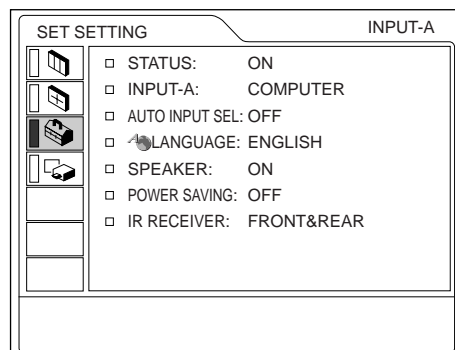 SET SETTING INPUT-A
STATUS: ON
INPUT-A: COMPUTER
AUTO INPUT SEL: OFF
LANGUAGE: ENGLISH
SPEAKER: ON
POWER SAVING: OFF
IR RECEIVER: FRONT&REAR